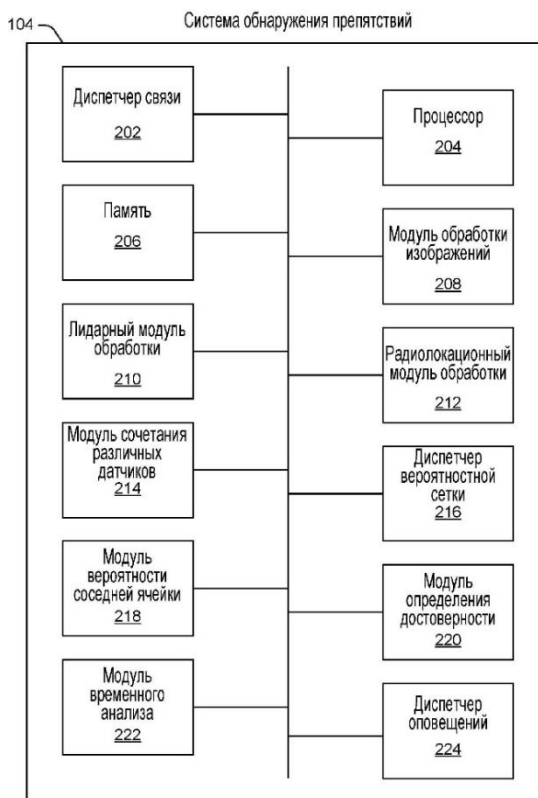 Система обнаружения препятствий
104
Диспетчер связи
202
Процессор
204
Память
206
Модуль обработки
изображений
208
Лидарный модуль
обработки
210
Радиолокационный
модуль обработки
212
Модуль сочетания
различных
датчиков
214
Диспетчер
вероятностной
сетки
216
Модуль
вероятности
соседней ячейки
218
Модуль
определения
достоверности
220
Модуль
временного
анализа
222
Диспетчер
оповещений
224